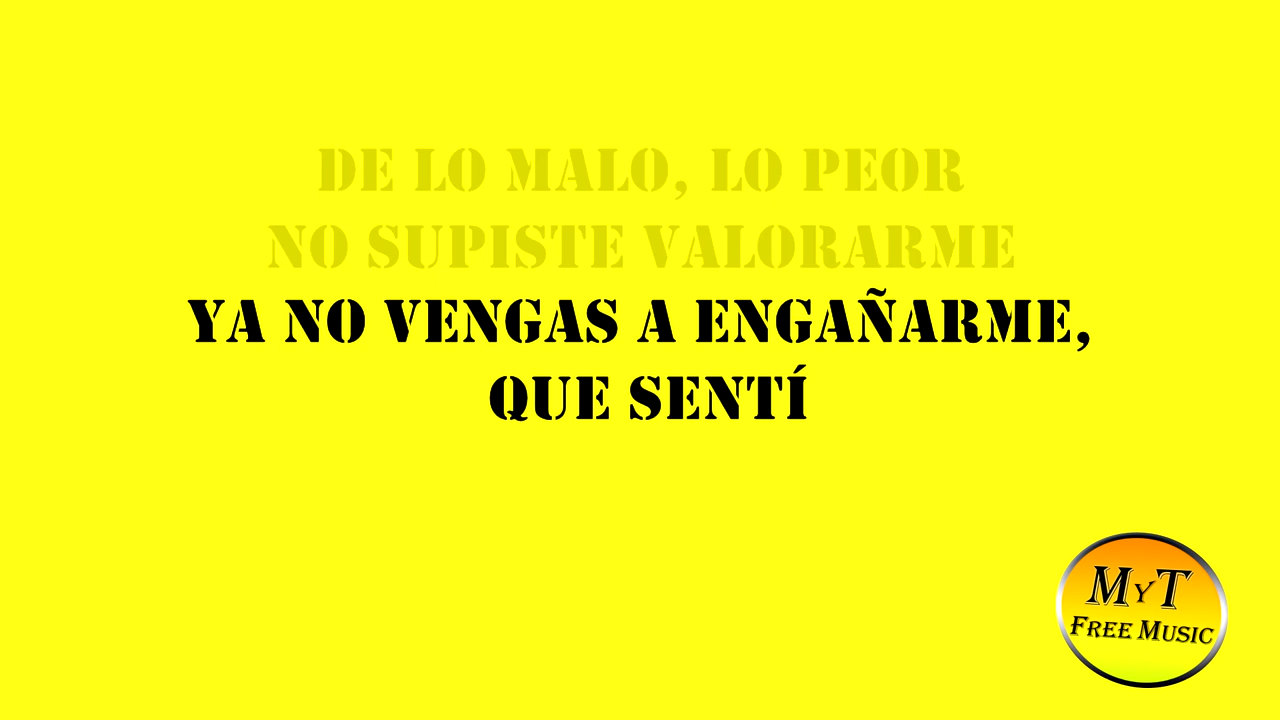 DE LO MALO, LO PEOR
NO SUPISTE VALORARME
YA NO VENGAS A ENGAÑARME,
QUE SENTÍ
MYT
FREE MUSIC